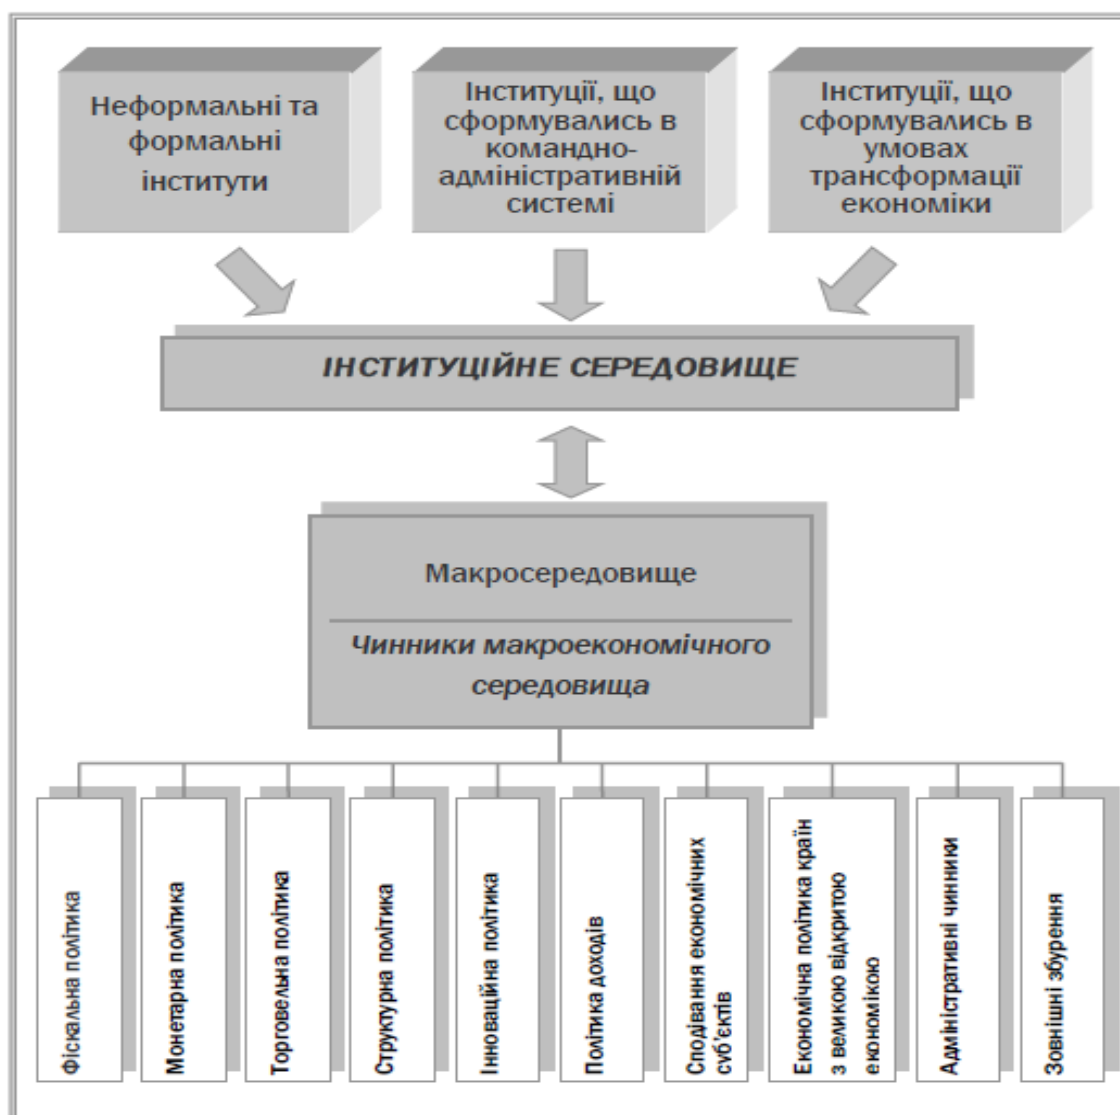 Неформальні та
формальні
інститути
Інституції, що
сформувались в
командно-
адміністративній
системі
Інституції, що
сформувались в
умовах
трансформації
економіки
ІНСТИТУЦІЙНЕ СЕРЕДОВИЩЕ
Макросередовище
Чинники макроекономічного
середовища
Фіскальна політика
Монетарна політика
Торговельна політика
Структурна політика
Інноваційна політика
Політика доходів
Сподівання економічних
суб’єктів
Економічна політика країн
з великою відкритою
економікою
Адміністративні чинники
Зовнішні збурення